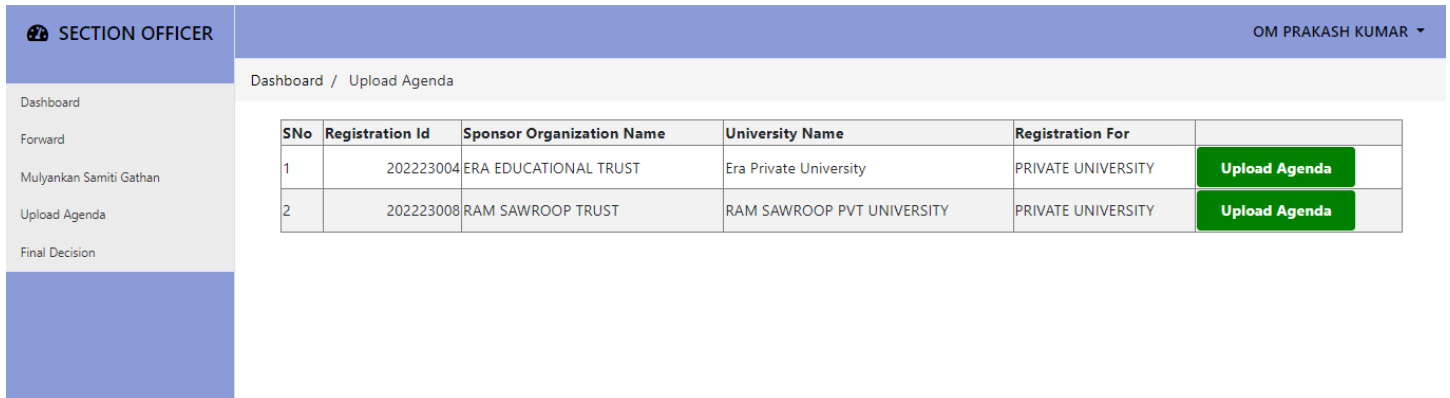 SECTION OFFICER
OM PRAKASH KUMAR
Dashboard / Upload Agenda
Dashboard
Forward
Mulyankan Samiti Gathan
Upload Agenda
Final Decision
SNo Registration Id Sponsor Organization Name University Name Registration For
1 202223004 ERA EDUCATIONAL TRUST Era Private University PRIVATE UNIVERSITY Upload Agenda
2 202223008 RAM SAWROOP TRUST RAM SAWROOP PVT UNIVERSITY PRIVATE UNIVERSITY Upload Agenda